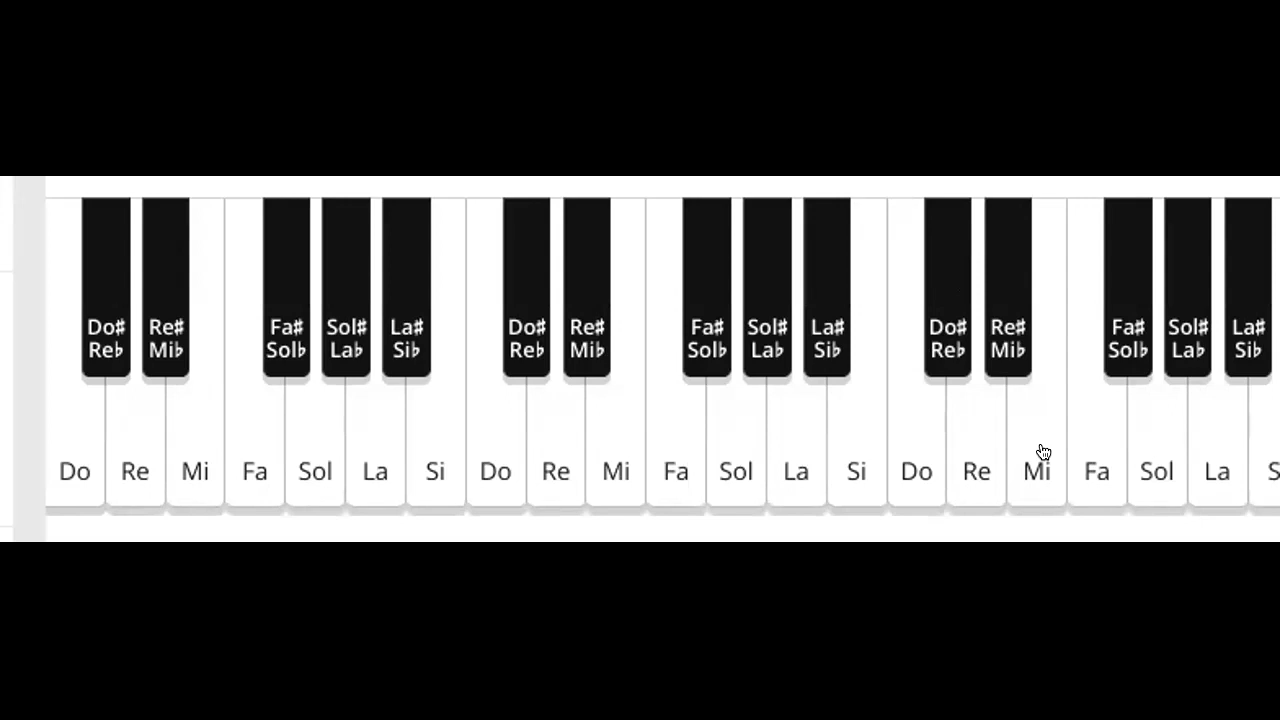 Do♯ Re♯ Fa♯ Sol♯ La♯ Do♯ Re♯ Fa♯ Sol♯ La♯ Do♯ Re♯ Fa♯ Sol♯ La♯
Re♭ Mi♭ Sol♭ La♭ Si♭ Re♭ Mi♭ Sol♭ La♭ Si♭ Re♭ Mi♭ Sol♭ La♭ Si♭
Do Re Mi Fa Sol La Si Do Re Mi Fa Sol La Si Do Re Mi Fa Sol La S